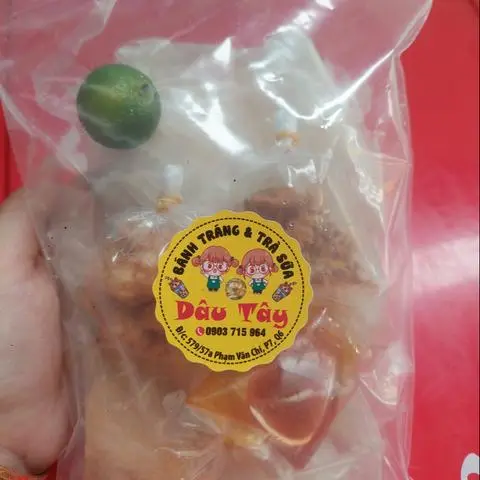 BÁNH TRÁNG & TRÀ SỮA
Dâu Tây
0903 715 964
Đ/c 579/57a Phạm Văn Chí, P7, Q6